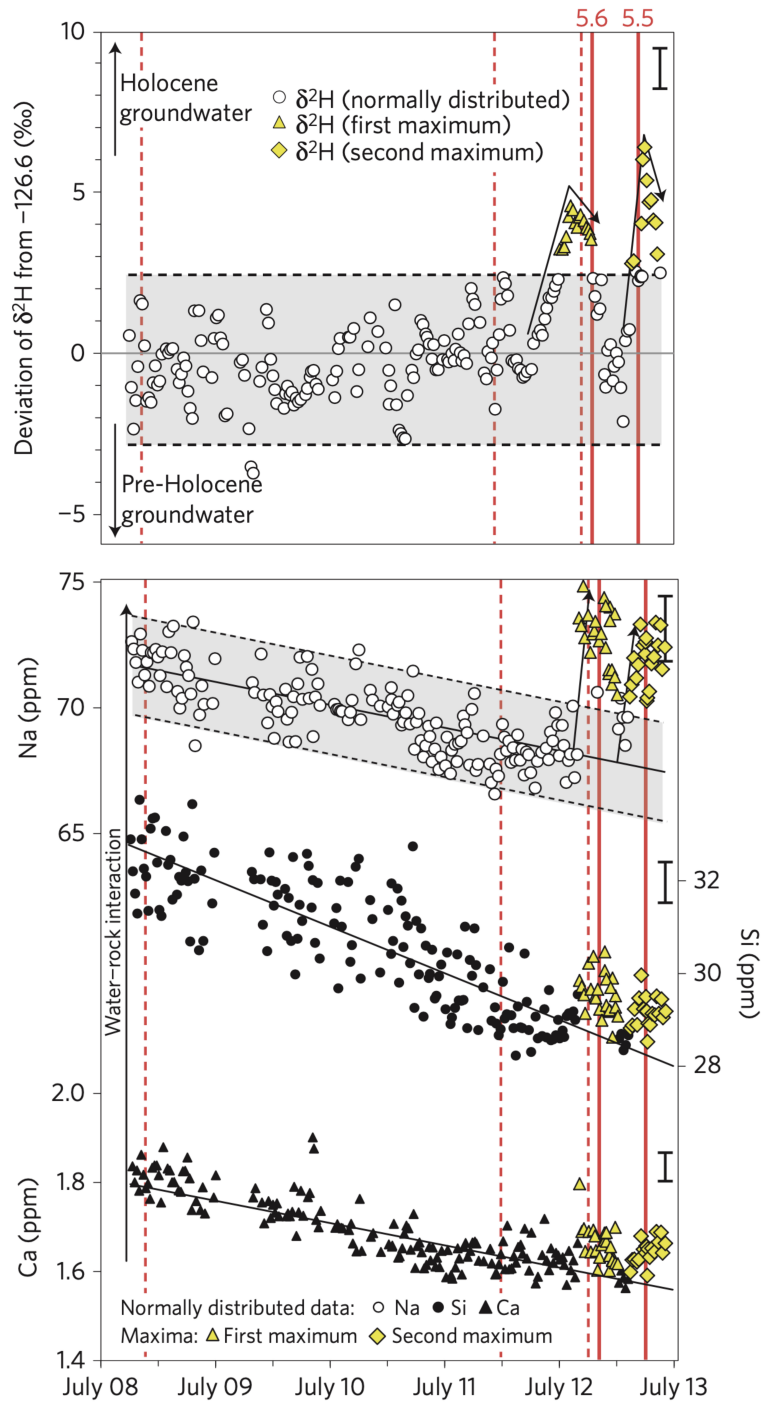 5.6 5.5
10
Holocene
groundwater
δ²H (normally distributed)
δ²H (first maximum)
δ²H (second maximum)
5
0
Pre-Holocene
groundwater
−5
Deviation of δ²H from −126.6 (‰)
75
70
65
Na (ppm)
Water–rock interaction
32
30
28
Si (ppm)
2.0
1.8
1.6
1.4
Ca (ppm)
Normally distributed data: Na Si Ca
Maxima: First maximum Second maximum
July 08 July 09 July 10 July 11 July 12 July 13